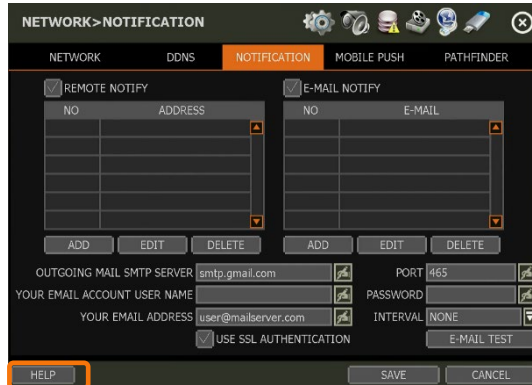 NETWORK>NOTIFICATION
NETWORK DDNS NOTIFICATION MOBILE PUSH PATHFINDER
REMOTE NOTIFY E-MAIL NOTIFY
NO ADDRESS NO E-MAIL
ADD EDIT DELETE ADD EDIT DELETE
OUTGOING MAIL SMTP SERVER smtp.gmail.com PORT 465
YOUR EMAIL ACCOUNT USER NAME PASSWORD
YOUR EMAIL ADDRESS user@mailserver.com INTERVAL NONE
USE SSL AUTHENTICATION E-MAIL TEST
HELP SAVE CANCEL